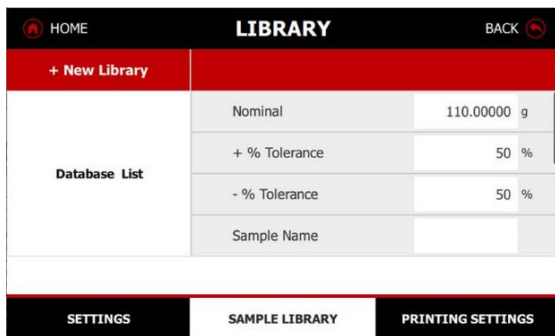 HOME LIBRARY BACK
+ New Library
Nominal 110.00000 g
+ % Tolerance 50 %
Database List
- % Tolerance 50 %
Sample Name
SETTINGS SAMPLE LIBRARY PRINTING SETTINGS